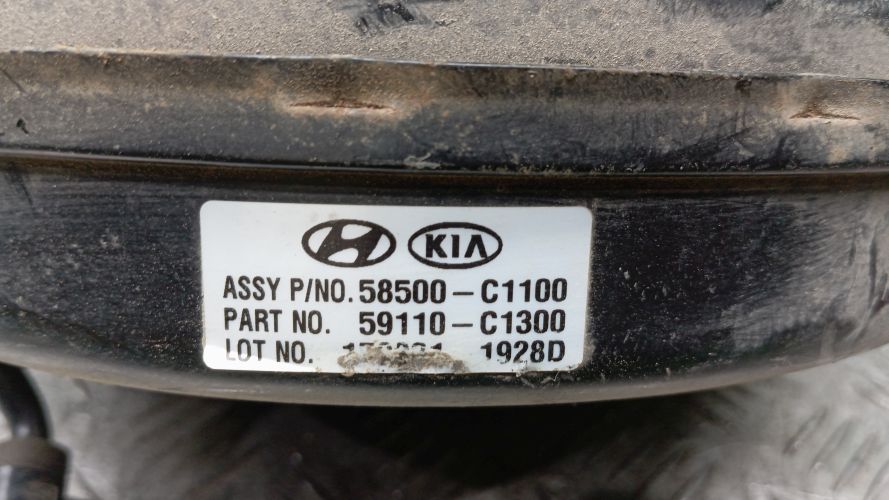 KIA
ASSY P/NO. 58500-C1100
PART NO. 59110-C1300
LOT NO. 1928D